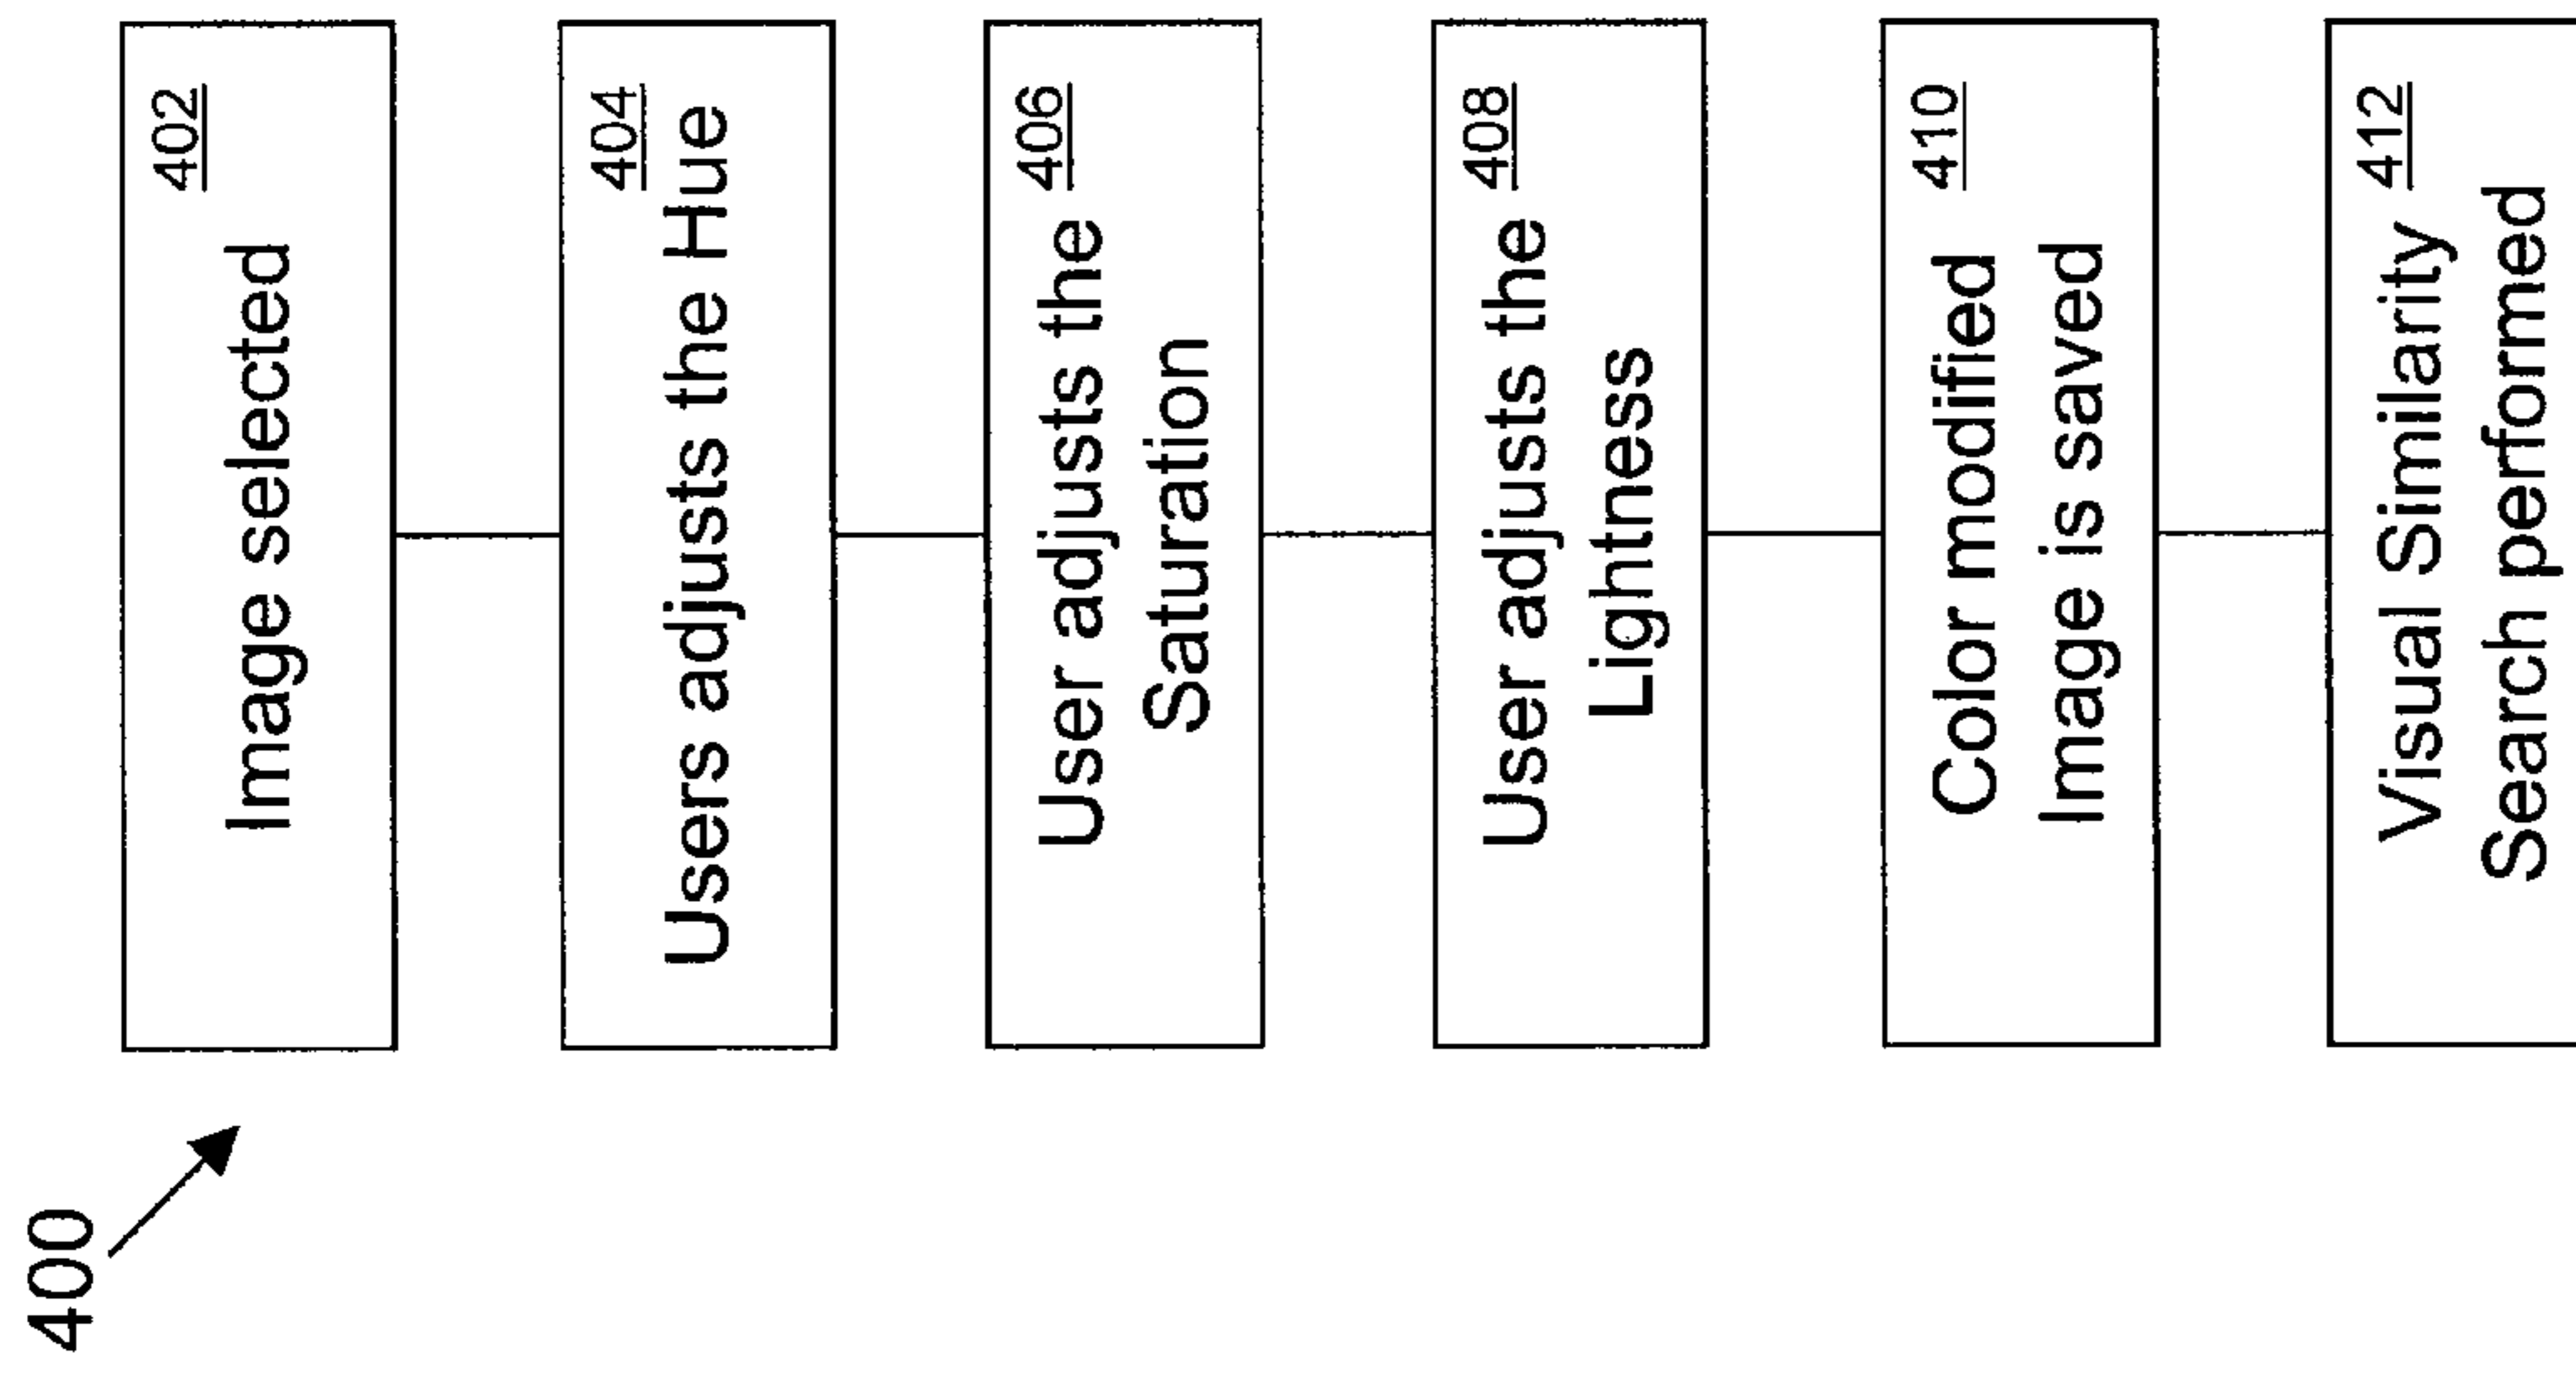 400
402
Image selected
404
Users adjusts the Hue
406
User adjusts the
Saturation
408
User adjusts the
Lightness
410
Color modified
Image is saved
412
Visual Similarity
Search performed